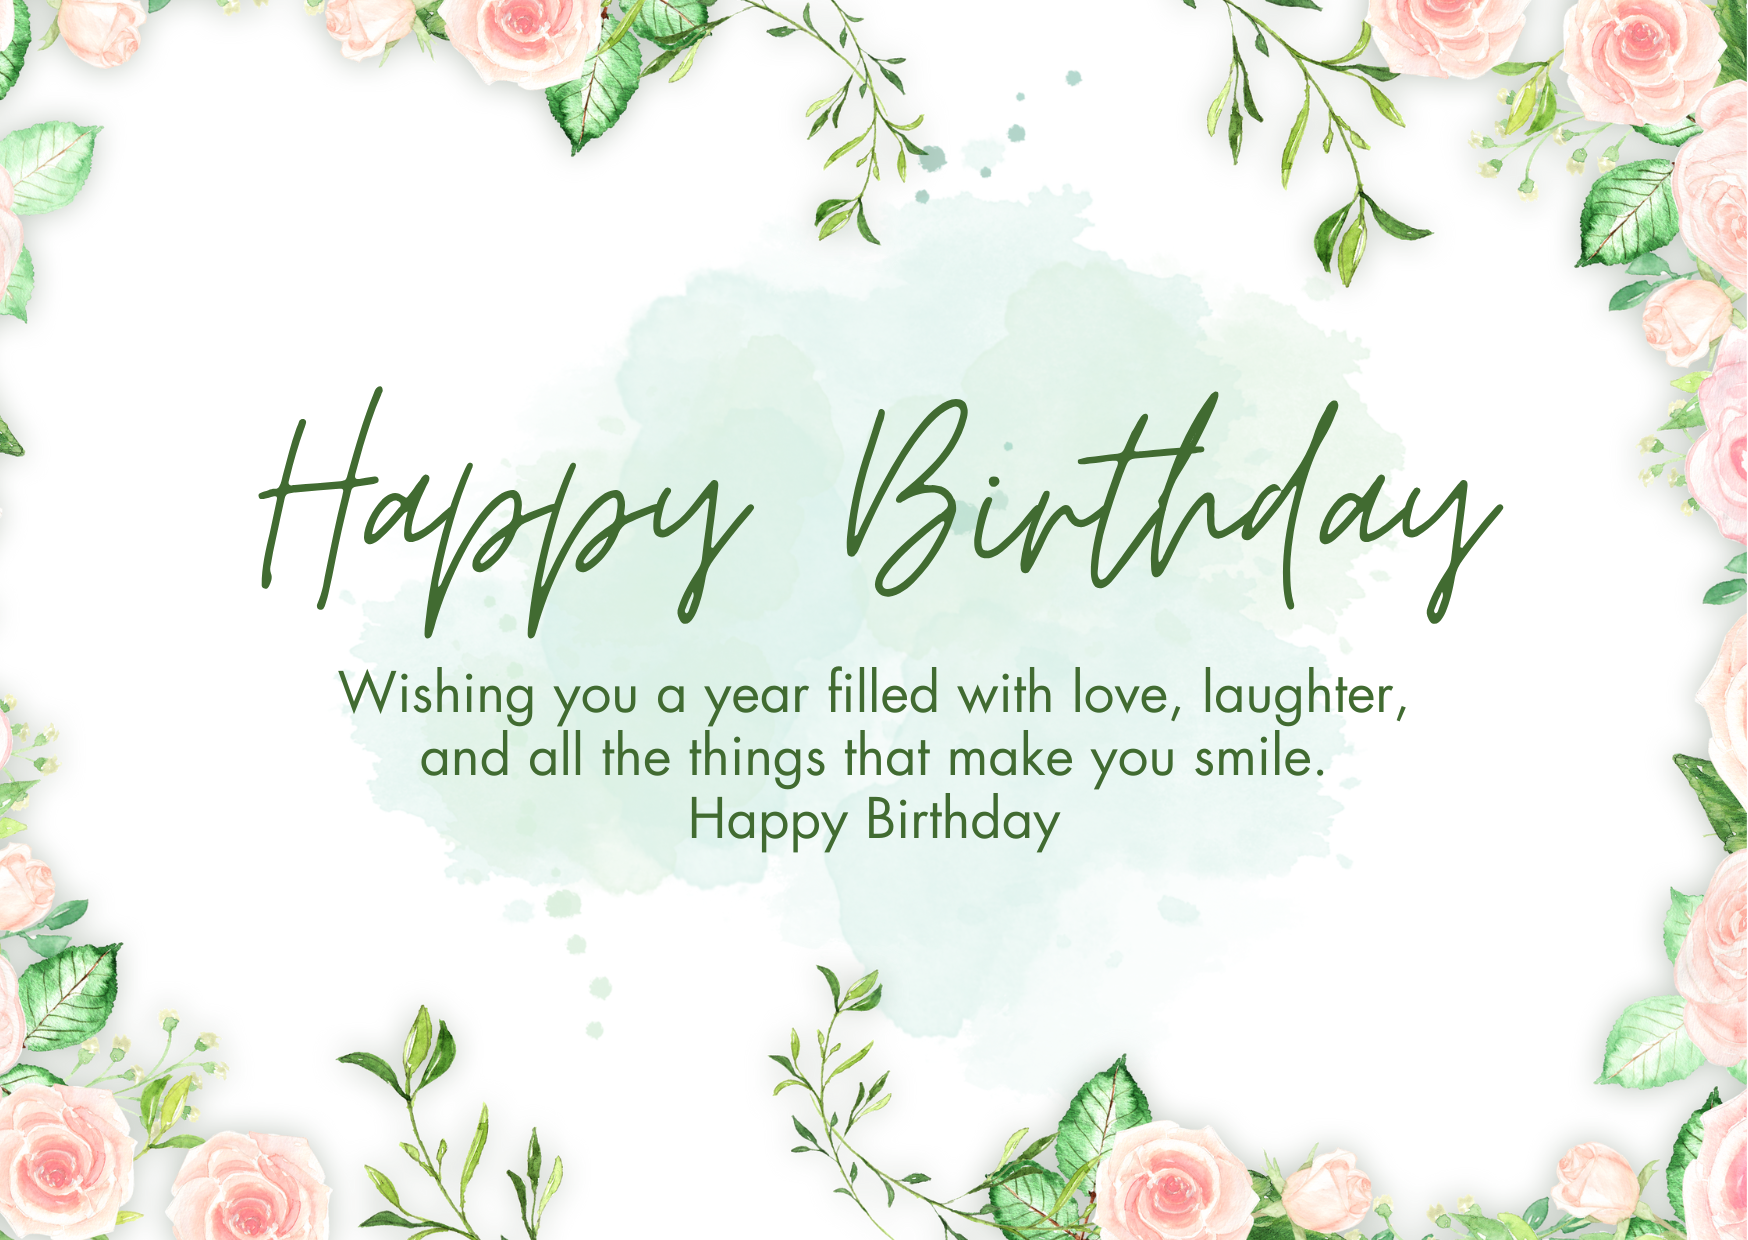 Happy Birthday
Wishing you a year filled with love, laughter,
and all the things that make you smile.
Happy Birthday